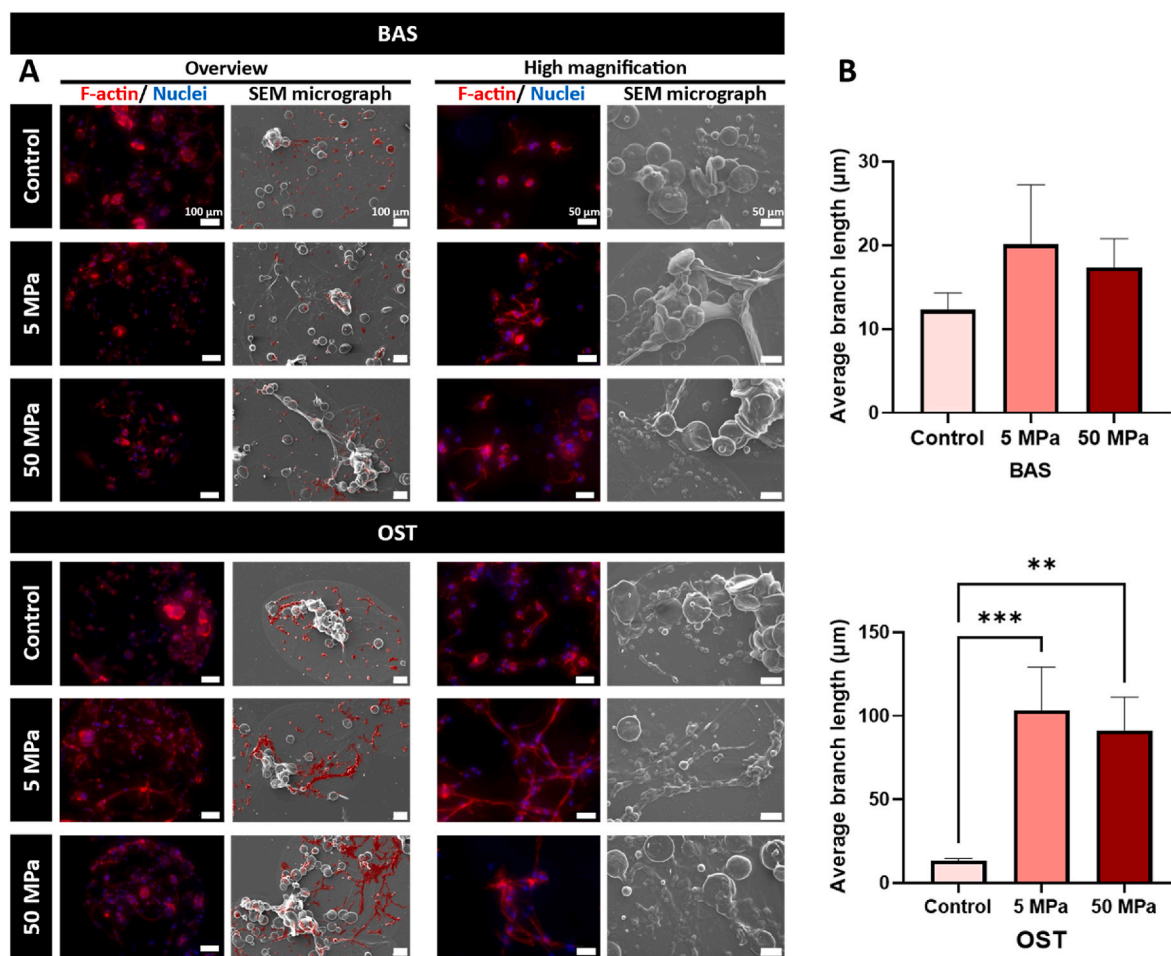 BAS
A
Overview
High magnification
F-actin/ Nuclei
SEM micrograph
F-actin/ Nuclei
SEM micrograph
Control
100 µm
100 µm
50 µm
50 µm
5 MPa
50 MPa
OST
Control
5 MPa
50 MPa
B
Average branch length (µm)
30
20
10
0
Control
5 MPa
50 MPa
BAS
**
***
Average branch length (µm)
150
100
50
0
Control
5 MPa
50 MPa
OST